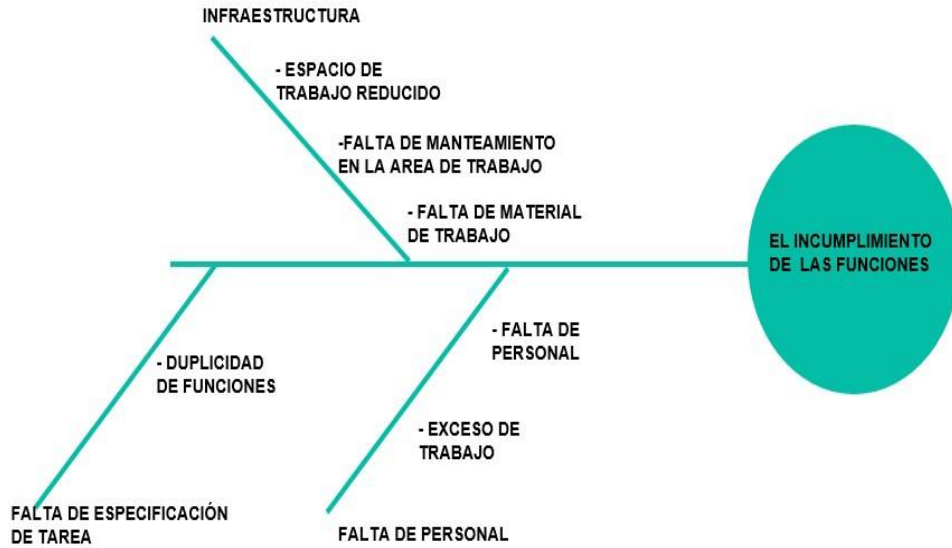 INFRAESTRUCTURA
- ESPACIO DE
TRABAJO REDUCIDO
-FALTA DE MANTEAMIENTO
EN LA AREA DE TRABAJO
- FALTA DE MATERIAL
DE TRABAJO
EL INCUMPLIMIENTO
DE LAS FUNCIONES
- DUPLICIDAD
DE FUNCIONES
- FALTA DE
PERSONAL
- EXCESO DE
TRABAJO
FALTA DE ESPECIFICACIÓN
DE TAREA
FALTA DE PERSONAL